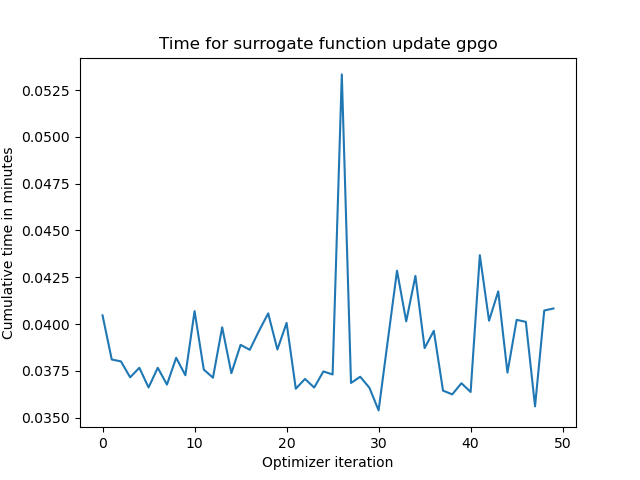 Time for surrogate function update gpgo
Cumulative time in minutes
0.0525
0.0500
0.0475
0.0450
0.0425
0.0400
0.0375
0.0350
0 10 20 30 40 50
Optimizer iteration